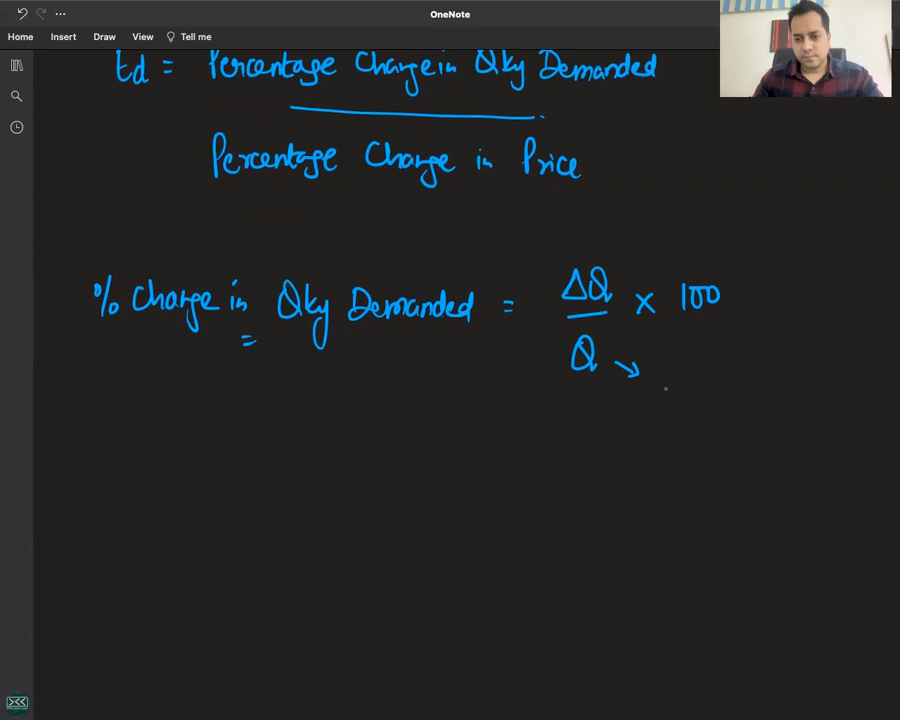 OneNote
Home Insert Draw View Tell me
Ed = Percentage Change in Qty Demanded
Percentage Change in Price
% Change in Qty Demanded = ΔQ × 100
Q